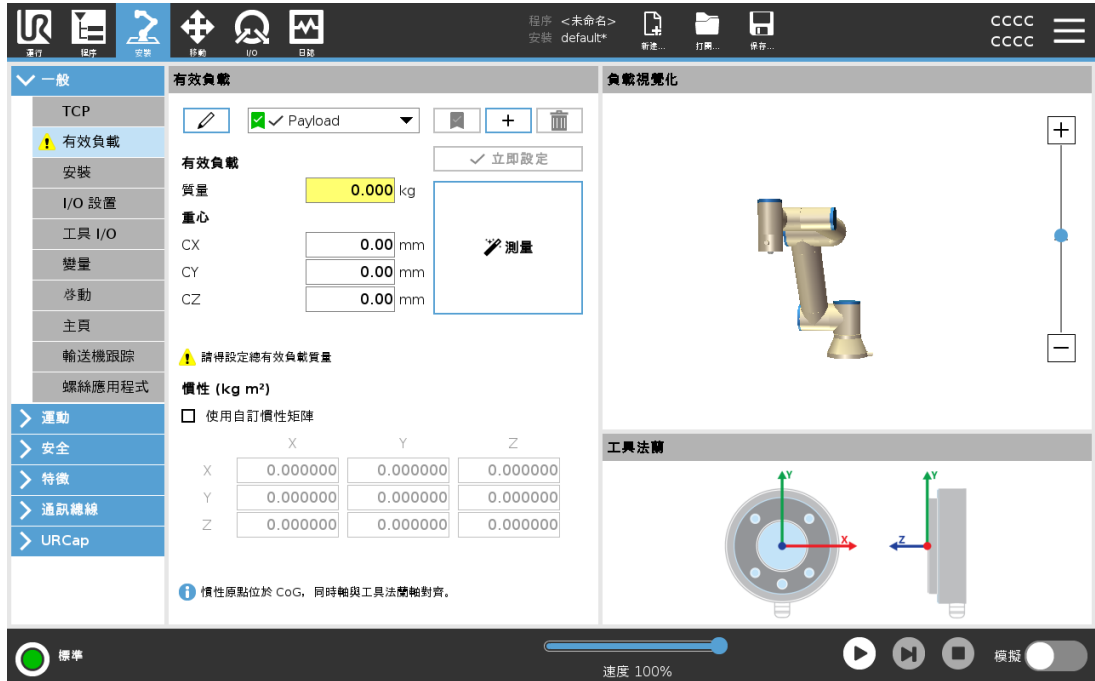 程序 <未命名>
安裝 default*
新建...
打開...
保存...
CCCC
CCCC
運行
程序
安裝
移動
I/O
日誌
一般
TCP
有效負載
安裝
I/O 設置
工具 I/O
變量
啓動
主頁
輸送機跟踪
螺絲應用程式
運動
安全
特徵
通訊總線
URCap
有效負載
Payload
有效負載
立即設定
質量 0.000 kg
重心
CX 0.00 mm
CY 0.00 mm
CZ 0.00 mm
測量
請得設定總有效負載質量
慣性 (kg m²)
使用自訂慣性矩陣
X Y Z
X 0.000000 0.000000 0.000000
Y 0.000000 0.000000 0.000000
Z 0.000000 0.000000 0.000000
慣性原點位於 CoG，同時軸與工具法蘭軸對齊。
負載視覺化
工具法蘭
Y
X
Y
Z
標準
速度 100%
模擬